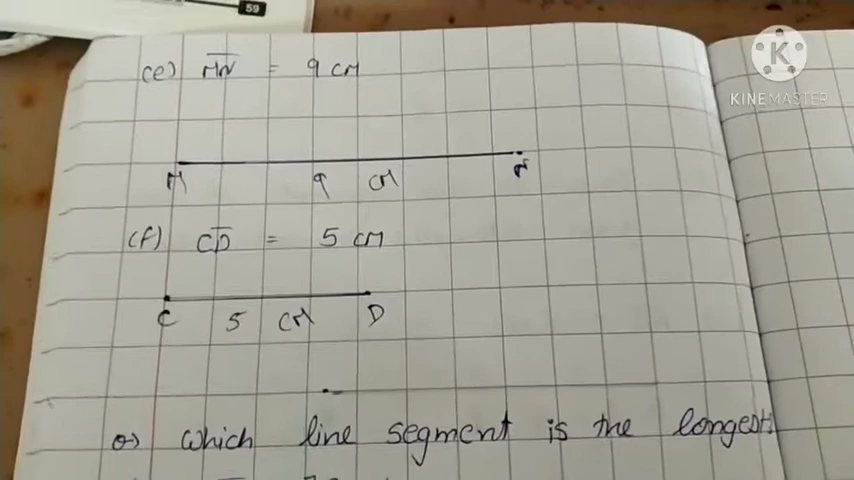 59
K
KINEMASTER
(e) MN = 9 CM
M 9 CM N
(f) CD = 5 CM
C 5 CM D
Q) which line segment is the longest